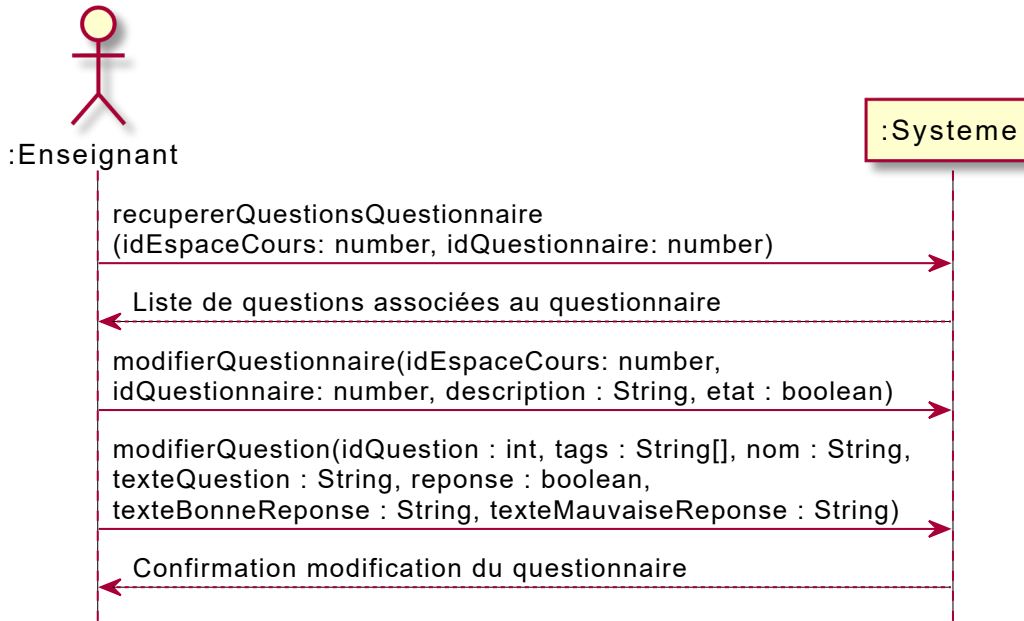 :Enseignant
:Systeme
recupererQuestionsQuestionnaire
(idEspaceCours: number, idQuestionnaire: number)
Liste de questions associées au questionnaire
modifierQuestionnaire(idEspaceCours: number,
idQuestionnaire: number, description : String, etat : boolean)
modifierQuestion(idQuestion : int, tags : String[], nom : String,
texteQuestion : String, reponse : boolean,
texteBonneReponse : String, texteMauvaiseReponse : String)
Confirmation modification du questionnaire